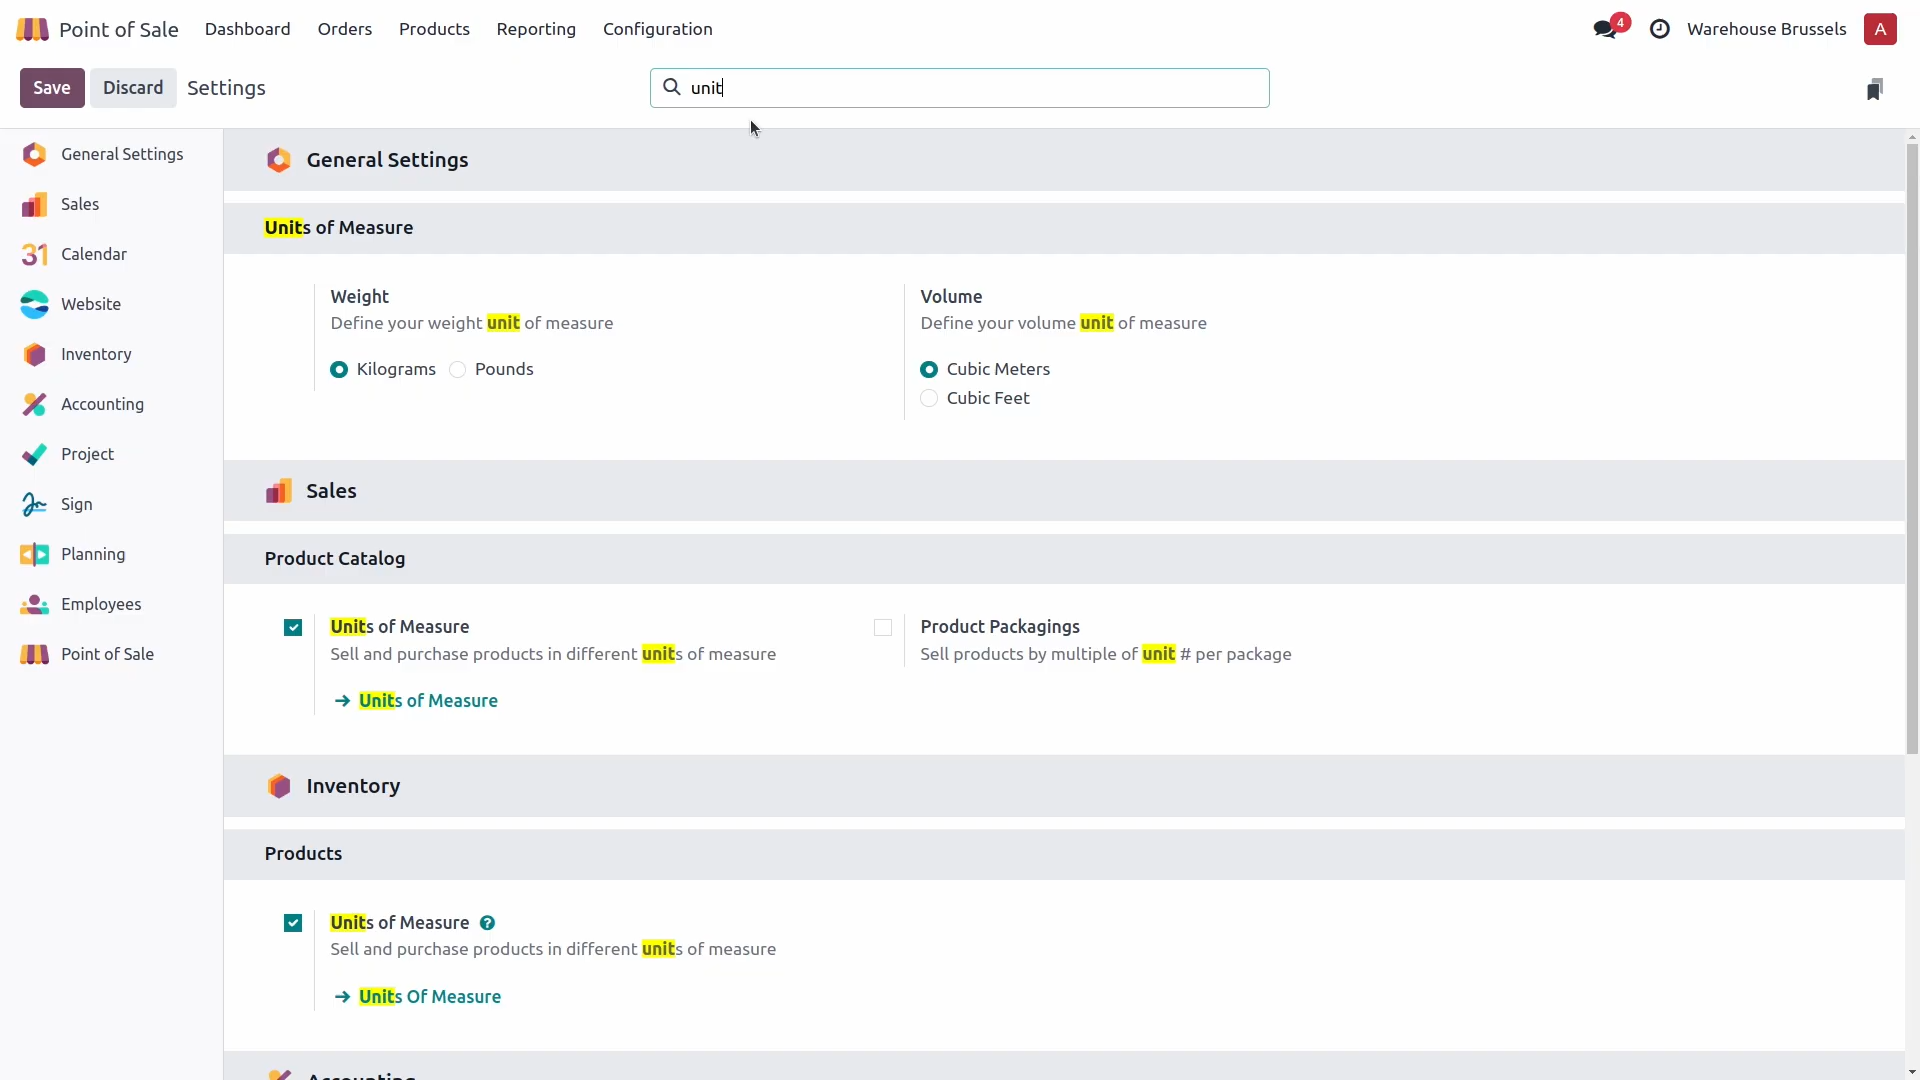 Point of Sale Dashboard Orders Products Reporting Configuration 4 Warehouse Brussels A
Save Discard Settings unit
General Settings
Sales
31 Calendar
Website
Inventory
Accounting
Project
Sign
Planning
Employees
Point of Sale
General Settings
Units of Measure
Weight
Define your weight unit of measure
Kilograms Pounds
Volume
Define your volume unit of measure
Cubic Meters
Cubic Feet
Sales
Product Catalog
Units of Measure
Sell and purchase products in different units of measure
Units of Measure
Product Packagings
Sell products by multiple of unit # per package
Inventory
Products
Units of Measure ?
Sell and purchase products in different units of measure
Units Of Measure
Accounting